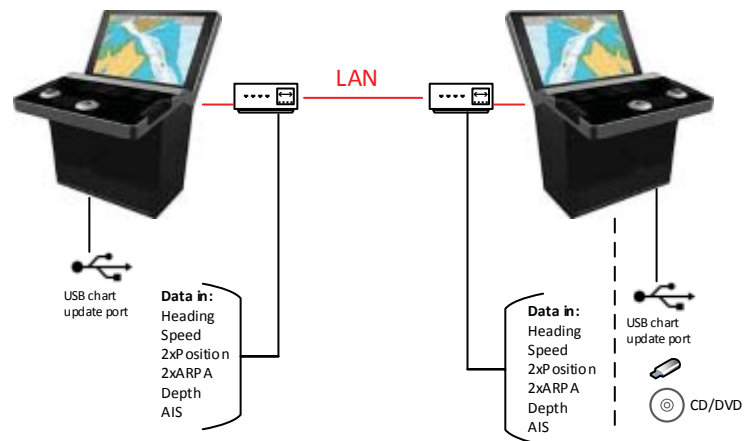 LAN
USB chart
update port
Data in:
Heading
Speed
2xPosition
2xARPA
Depth
AIS
Data in:
Heading
Speed
2xPosition
2xARPA
Depth
AIS
USB chart
update port
CD/DVD